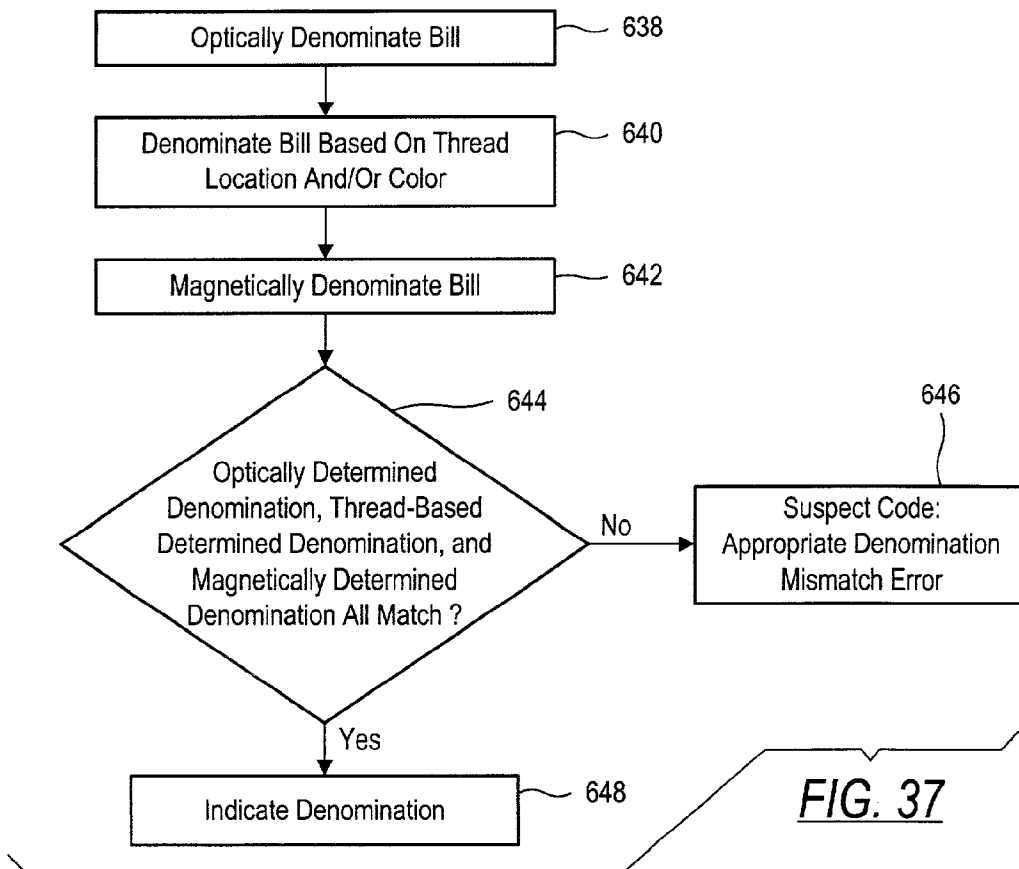 Optically Denominate Bill
638
Denominate Bill Based On Thread
Location And/Or Color
640
Magnetically Denominate Bill
642
644
Optically Determined
Denomination, Thread-Based
Determined Denomination, and
Magnetically Determined
Denomination All Match ?
No
646
Suspect Code:
Appropriate Denomination
Mismatch Error
Yes
Indicate Denomination
648
FIG. 37